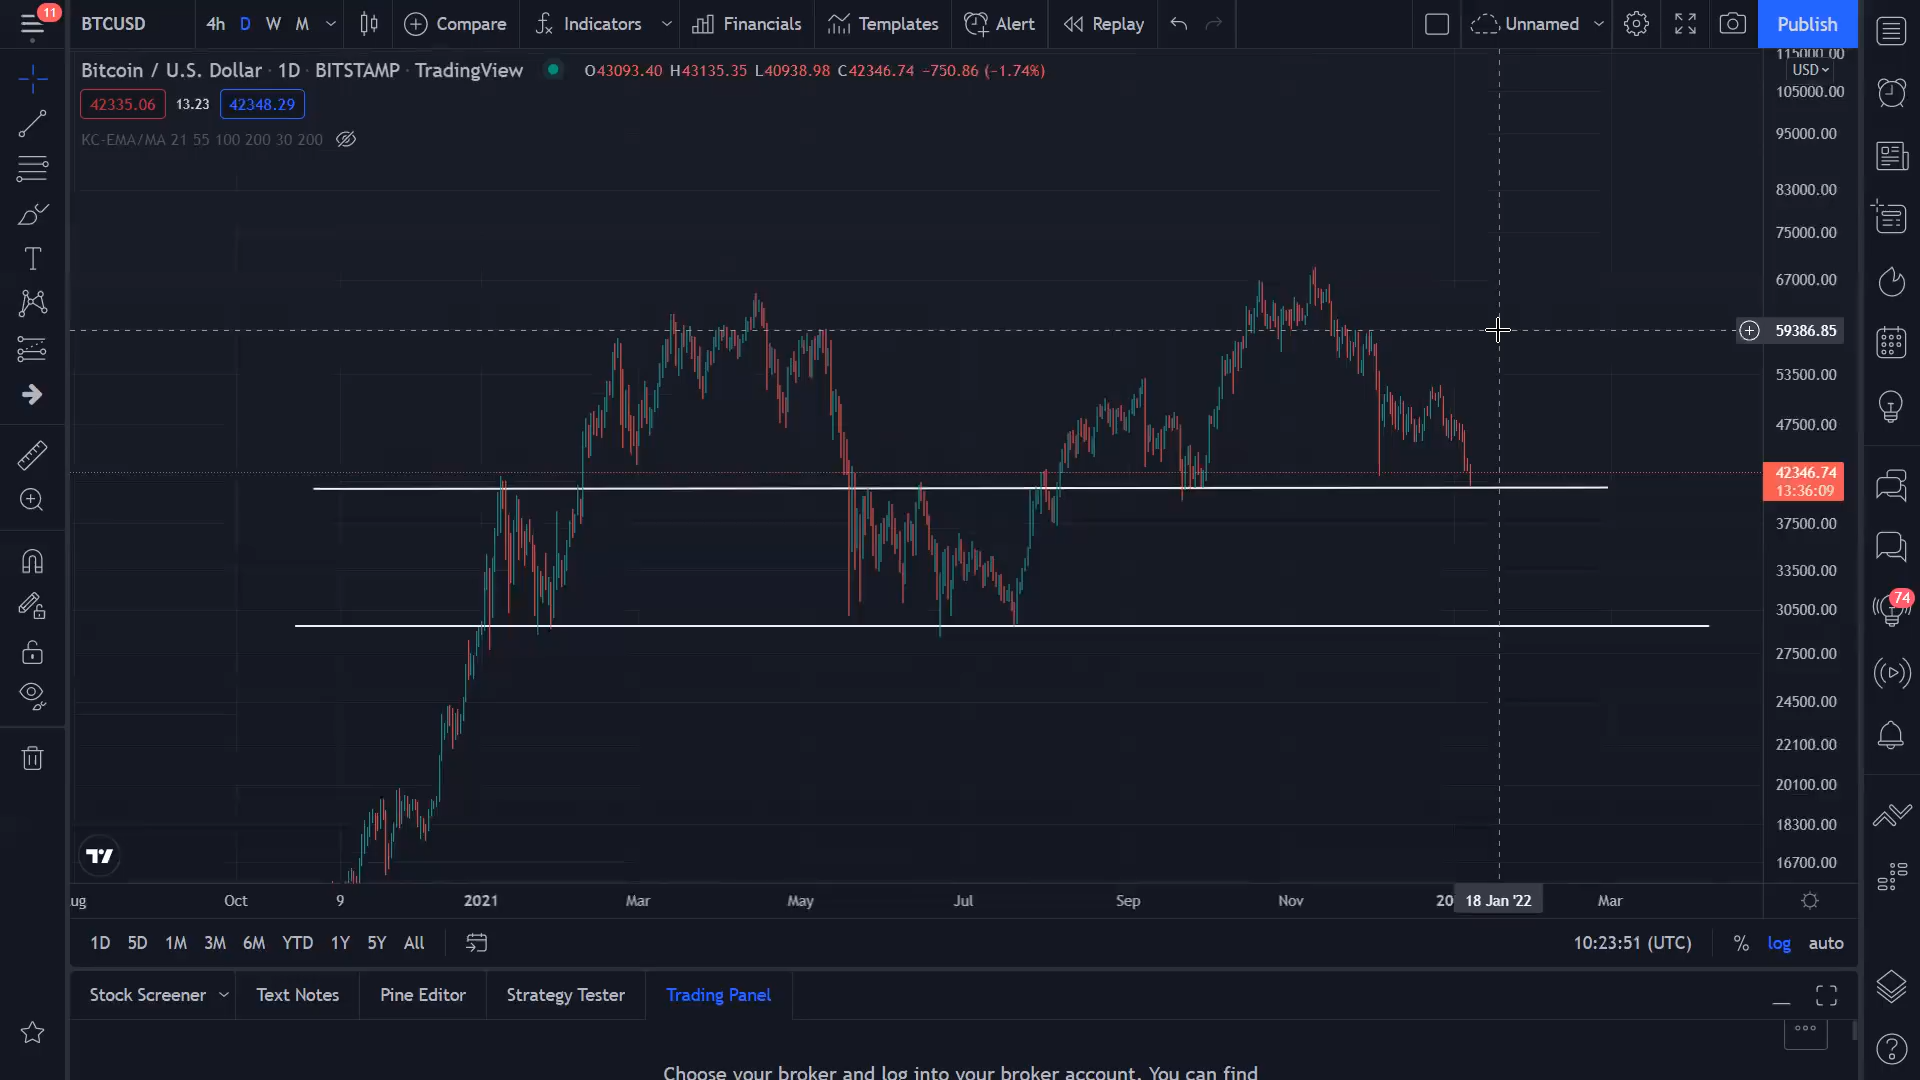 11
BTCUSD 4h D W M Compare Indicators Financials Templates Alert Replay Unnamed Publish
Bitcoin / U.S. Dollar · 1D · BITSTAMP · TradingView O43093.40 H43135.35 L40938.98 C42346.74 −750.86 (−1.74%)
42335.06 13.23 42348.29
KC-EMA/MA 21 55 100 200 30 200
115000.00
USD
105000.00
95000.00
83000.00
75000.00
67000.00
59386.85
53500.00
47500.00
42346.74
13:36:09
37500.00
33500.00
30500.00
74
27500.00
24500.00
22100.00
20100.00
18300.00
16700.00
ug Oct 9 2021 Mar May Jul Sep Nov 20 18 Jan '22 Mar
1D 5D 1M 3M 6M YTD 1Y 5Y All 10:23:51 (UTC) % log auto
Stock Screener Text Notes Pine Editor Strategy Tester Trading Panel
Choose your broker and log into your broker account. You can find